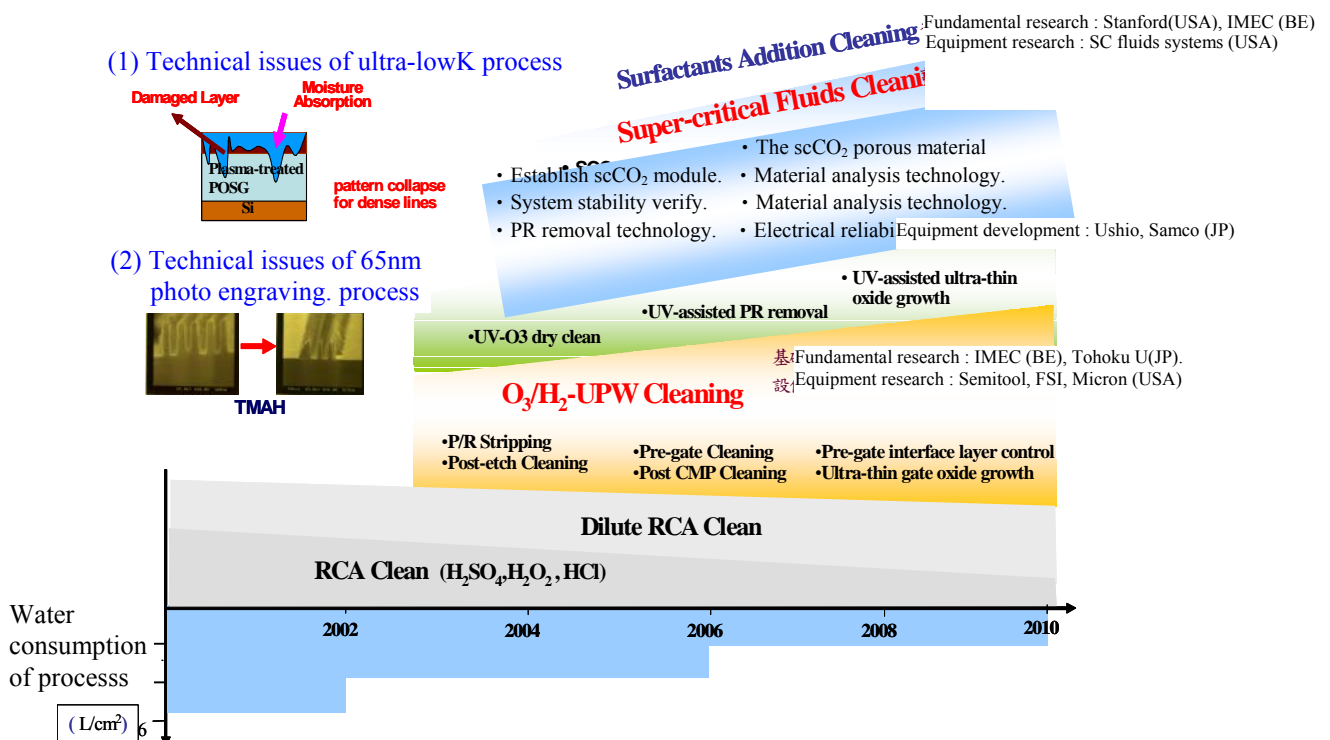 Surfactants Addition Cleaning
Fundamental research : Stanford(USA), IMEC (BE)
Equipment research : SC fluids systems (USA)
(1) Technical issues of ultra-lowK process
Damaged Layer
Moisture
Absorption
Plasma-treated
POSG
Si
pattern collapse
for dense lines
Super-critical Fluids Cleani
• Establish scCO₂ module.
• System stability verify.
• PR removal technology.
• The scCO₂ porous material
• Material analysis technology.
• Material analysis technology.
• Electrical reliabi
Equipment development : Ushio, Samco (JP)
(2) Technical issues of 65nm
photo engraving. process
TMAH
•UV-O3 dry clean
•UV-assisted PR removal
• UV-assisted ultra-thin
oxide growth
基
Fundamental research : IMEC (BE), Tohoku U(JP).
設
Equipment research : Semitool, FSI, Micron (USA)
O₃/H₂-UPW Cleaning
•P/R Stripping
•Post-etch Cleaning
•Pre-gate Cleaning
•Post CMP Cleaning
•Pre-gate interface layer control
•Ultra-thin gate oxide growth
Dilute RCA Clean
RCA Clean (H₂SO₄,H₂O₂ , HCl)
2002
2004
2006
2008
2010
Water
consumption
of processs
( L/cm²)
6